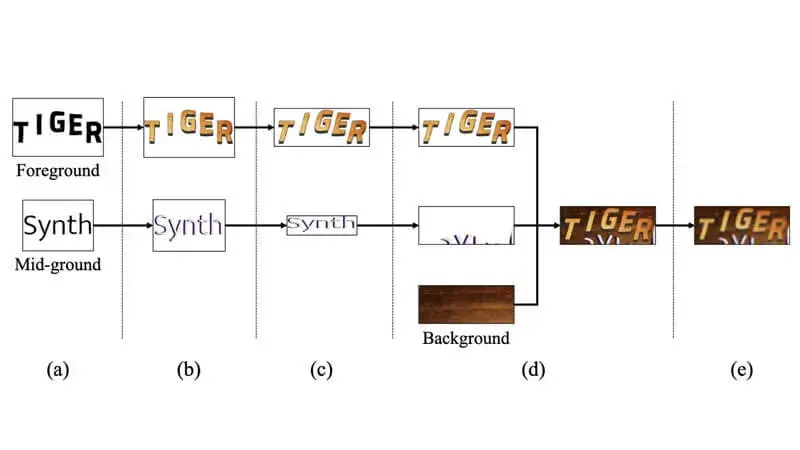 TIGER
TIGER
TIGER
TIGER
Foreground
Synth
Synth
Synth
TIGER
TIGER
Mid-ground
Background
(a)
(b)
(c)
(d)
(e)